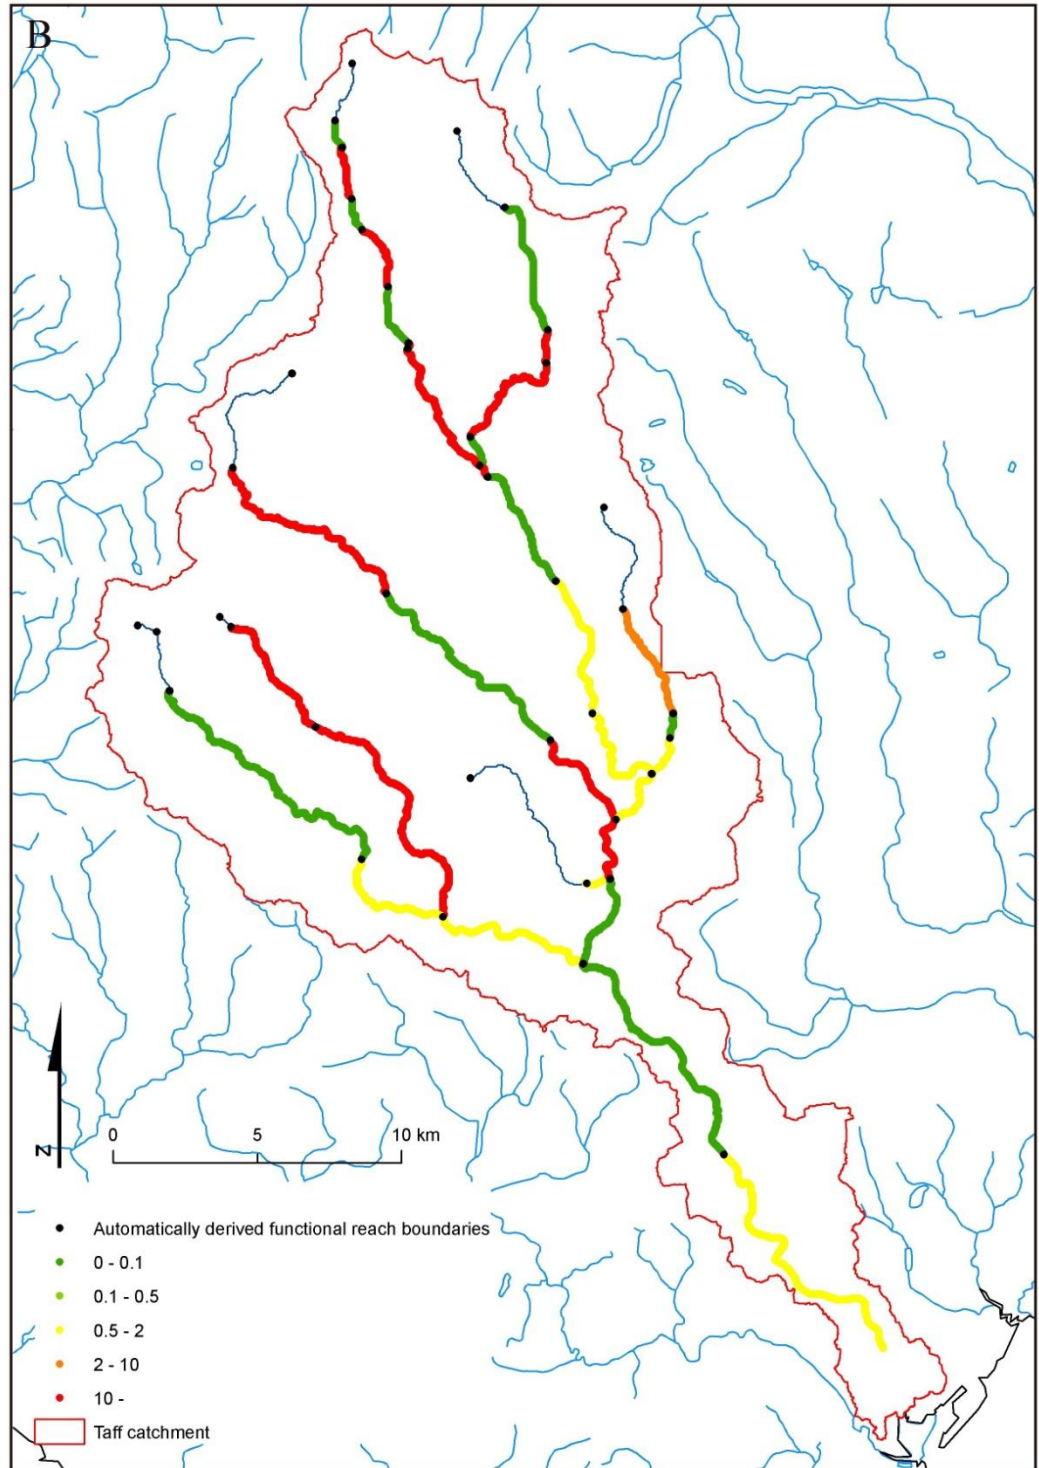 B
Z
0 5 10 km
Automatically derived functional reach boundaries
0 - 0.1
0.1 - 0.5
0.5 - 2
2 - 10
10 -
Taff catchment